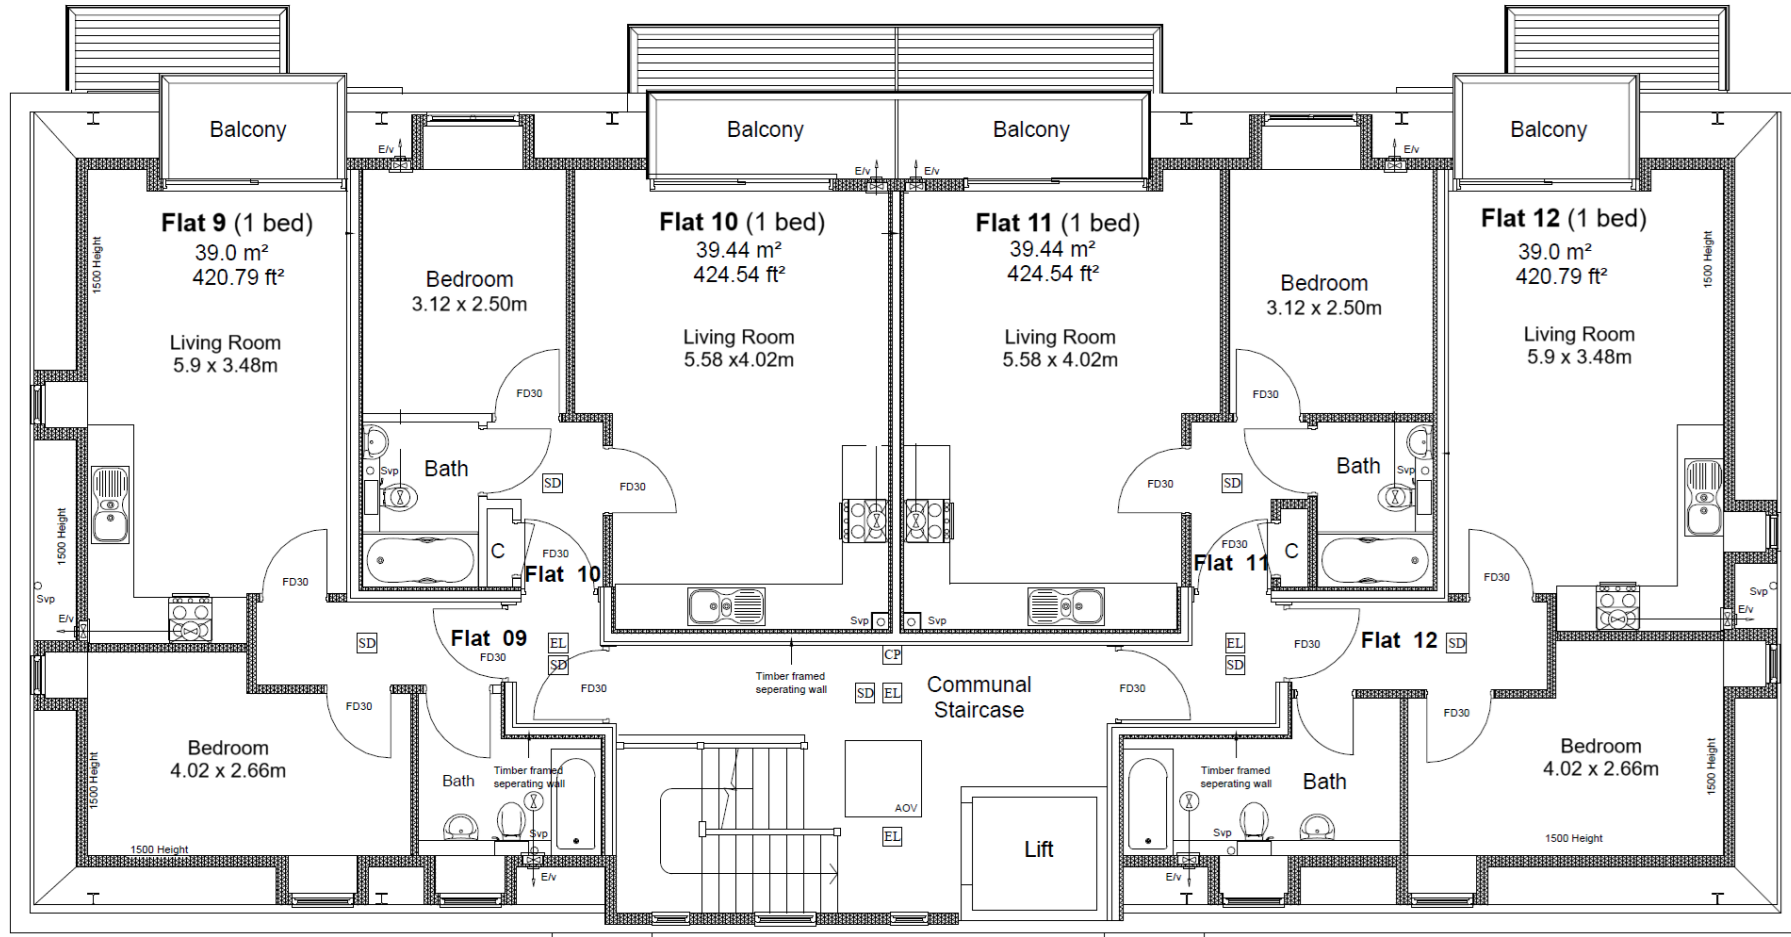 Balcony
Balcony
Balcony
Balcony
E/v
E/v
E/v
E/v
Flat 9 (1 bed)
39.0 m²
420.79 ft²
Living Room
5.9 x 3.48m
1500 Height
Bedroom
3.12 x 2.50m
Flat 10 (1 bed)
39.44 m²
424.54 ft²
Living Room
5.58 x4.02m
Flat 11 (1 bed)
39.44 m²
424.54 ft²
Living Room
5.58 x 4.02m
Bedroom
3.12 x 2.50m
Flat 12 (1 bed)
39.0 m²
420.79 ft²
Living Room
5.9 x 3.48m
1500 Height
FD30
FD30
Bath
Svp
SD
FD30
FD30
SD
Bath
Svp
1500 Height
C
FD30
Flat 10
FD30
Flat 11
C
FD30
FD30
Svp
E/v
Svp
Svp
Svp
E/v
SD
Flat 09
FD30
EL
SD
FD30
Timber framed
seperating wall
CP
SD
EL
Communal
Staircase
FD30
EL
SD
FD30
Flat 12
SD
FD30
FD30
Bedroom
4.02 x 2.66m
1500 Height
1500 Height
Bath
Timber framed
seperating wall
Svp
E/v
AOV
EL
Lift
Timber framed
seperating wall
Bath
Svp
E/v
Bedroom
4.02 x 2.66m
1500 Height
1500 Height